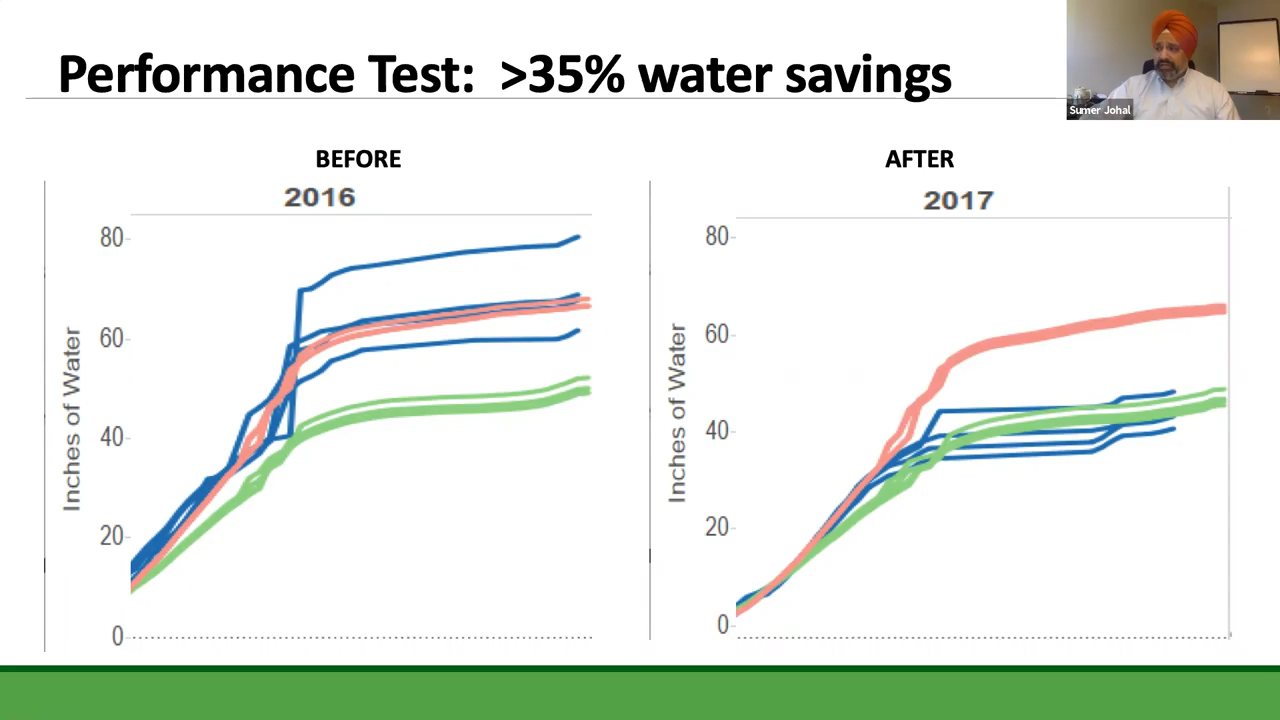 Performance Test: >35% water savings
Sumer Johal
BEFORE
2016
80
60
40
20
0
Inches of Water
AFTER
2017
80
60
40
20
0
Inches of Water